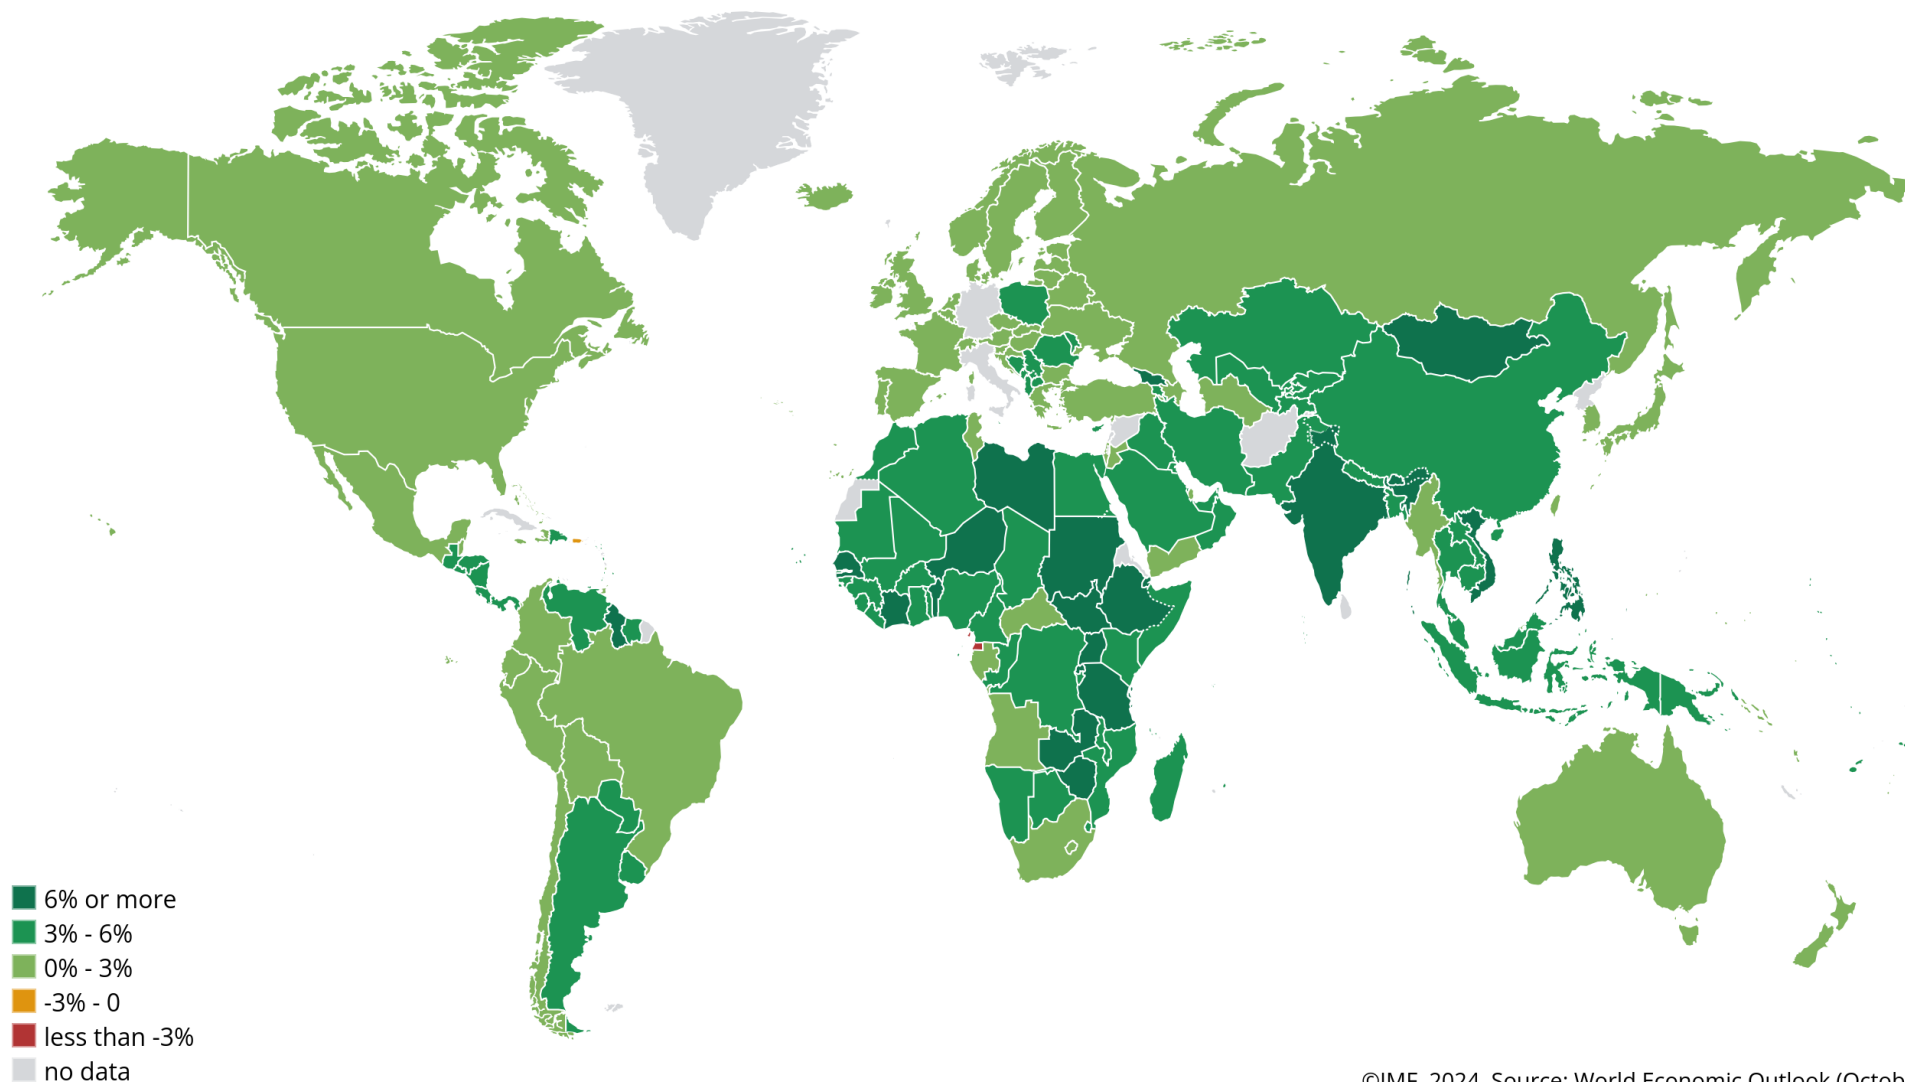 6% or more
3% - 6%
0% - 3%
-3% - 0
less than -3%
no data
©IMF, 2024, Source: World Economic Outlook (Octob